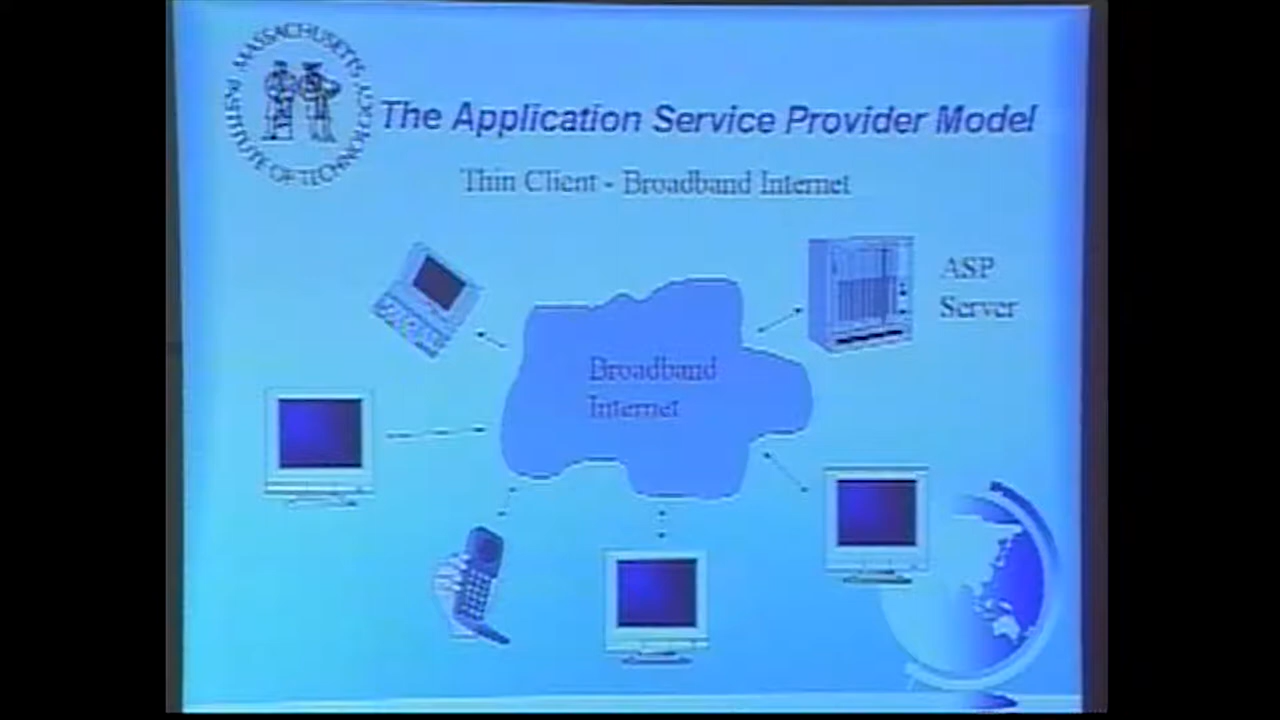 MASSACHUSETTS INSTITUTE OF TECHNOLOGY
The Application Service Provider Model
Thin Client - Broadband Internet
ASP
Server
Broadband
Internet